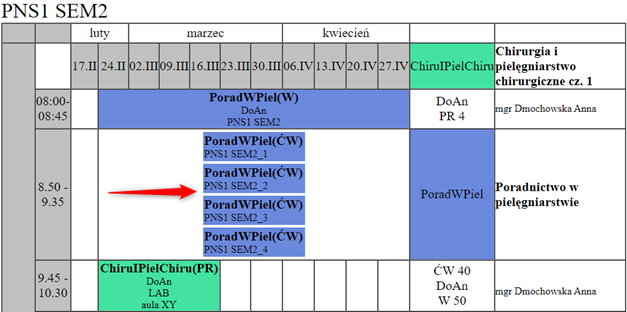 PNS1 SEM2
luty marzec kwiecień
17.II 24.II 02.III 09.III 16.III 23.III 30.III 06.IV 13.IV 20.IV 27.IV ChiruIPielChiru
Chirurgia i
pielęgniarstwo
chirurgiczne cz. 1
08:00-
08:45
PoradWPiel(W)
DoAn
PNS1 SEM2
DoAn
PR 4
mgr Dmochowska Anna
8.50 -
9.35
PoradWPiel(ĆW)
PNS1 SEM2_1
PoradWPiel(ĆW)
PNS1 SEM2_2
PoradWPiel(ĆW)
PNS1 SEM2_3
PoradWPiel(ĆW)
PNS1 SEM2_4
PoradWPiel
Poradnictwo w
pielęgniarstwie
9.45 -
10.30
ChiruIPielChiru(PR)
DoAn
LAB
aula XY
ĆW 40
DoAn
W 50
mgr Dmochowska Anna